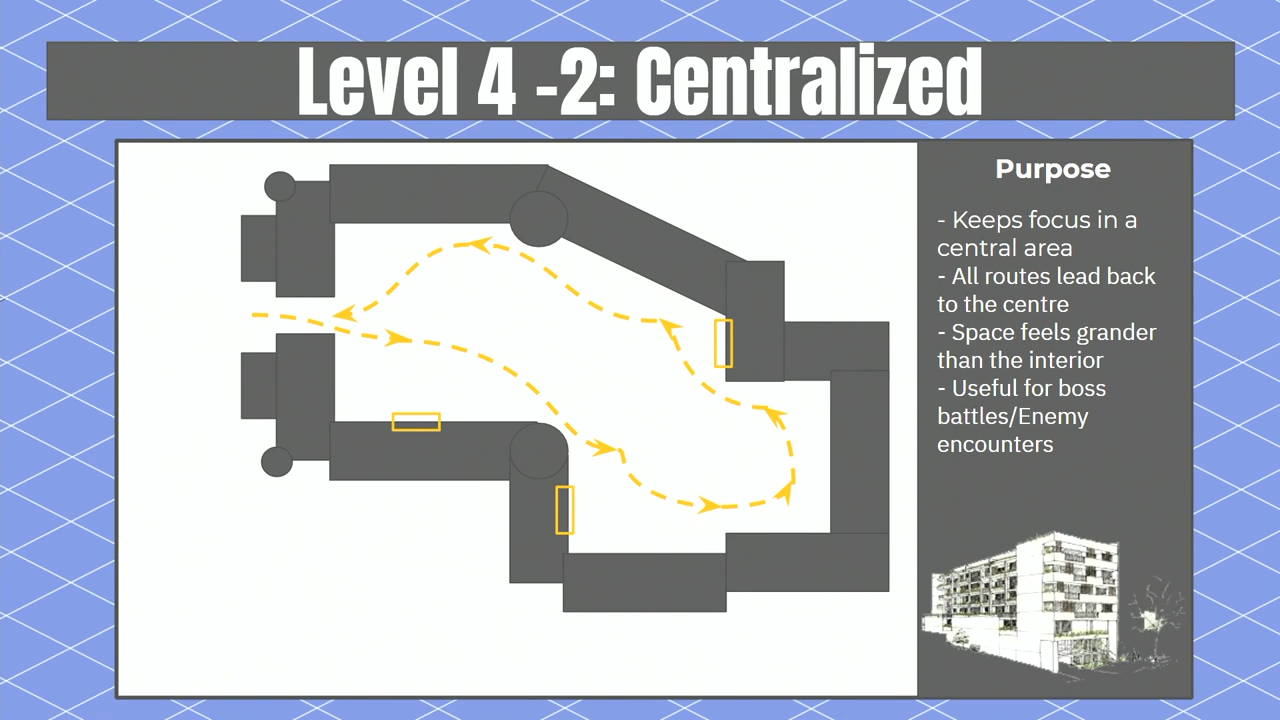 Level 4 -2: Centralized
Purpose
- Keeps focus in a
central area
- All routes lead back
to the centre
- Space feels grander
than the interior
- Useful for boss
battles/Enemy
encounters